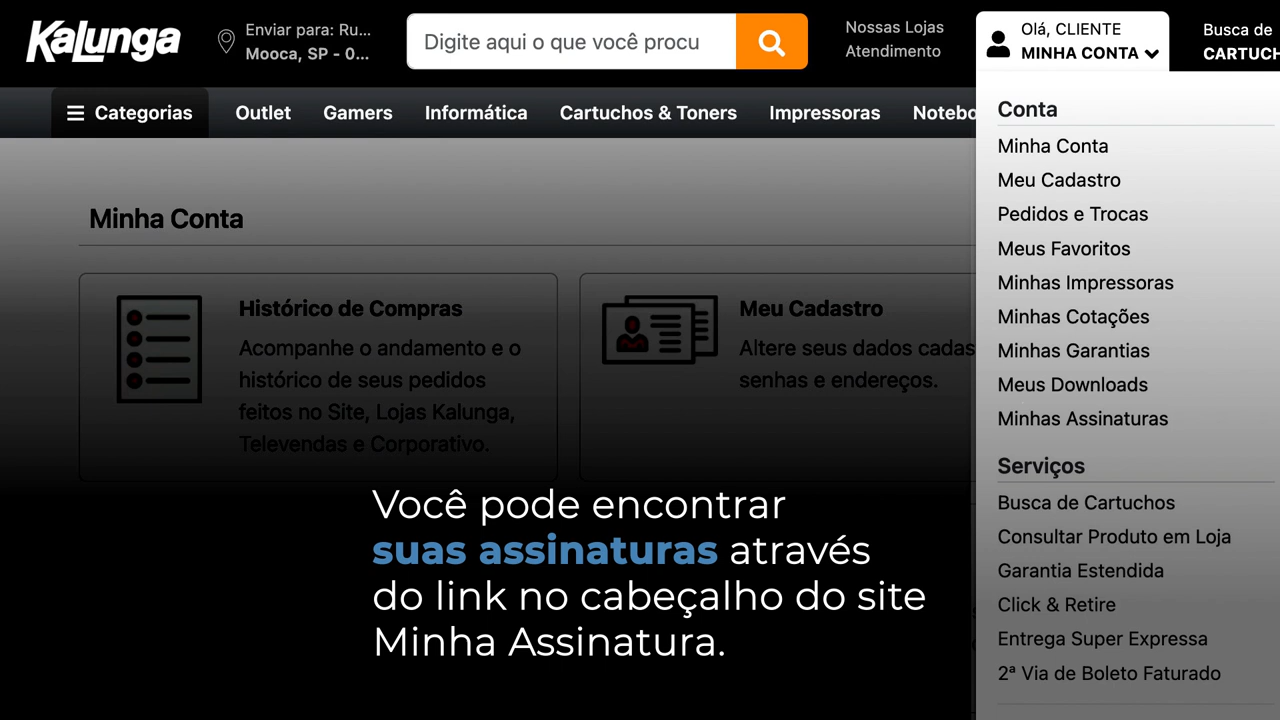 Kalunga
Enviar para: Ru...
Mooca, SP - 0...
Digite aqui o que você procu
Nossas Lojas
Atendimento
Olá, CLIENTE
MINHA CONTA
Busca de
CARTUCH
Categorias
Outlet
Gamers
Informática
Cartuchos & Toners
Impressoras
Notebo
Minha Conta
Histórico de Compras
Acompanhe o andamento e o
histórico de seus pedidos
feitos no Site, Lojas Kalunga,
Televendas e Corporativo.
Meu Cadastro
Altere seus dados cadas
senhas e endereços.
Conta
Minha Conta
Meu Cadastro
Pedidos e Trocas
Meus Favoritos
Minhas Impressoras
Minhas Cotações
Minhas Garantias
Meus Downloads
Minhas Assinaturas
Serviços
Busca de Cartuchos
Consultar Produto em Loja
Garantia Estendida
Click & Retire
Entrega Super Expressa
2ª Via de Boleto Faturado
Você pode encontrar
suas assinaturas através
do link no cabeçalho do site
Minha Assinatura.